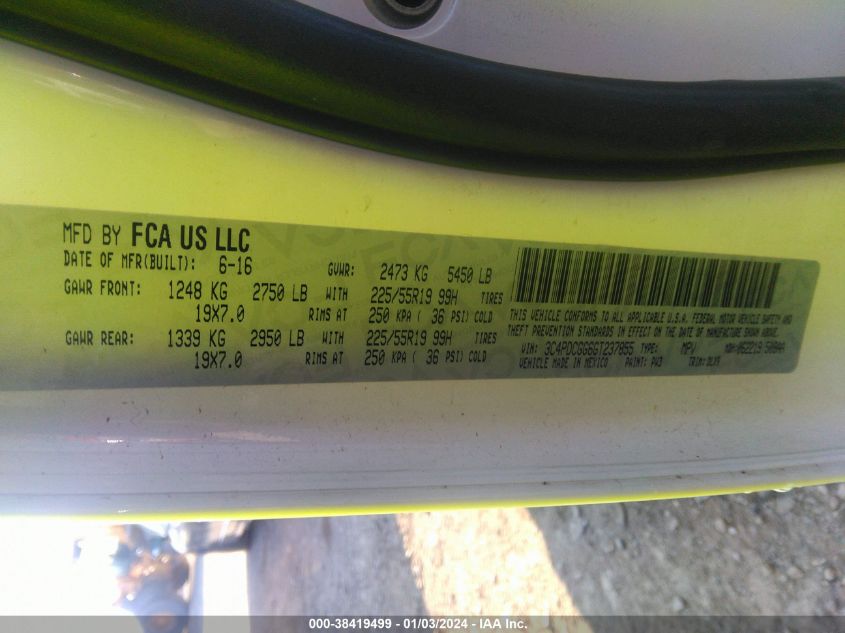 MFD BY FCA US LLC
DATE OF MFR(BUILT): 6-16 GVWR: 2473 KG 5450 LB
GAWR FRONT: 1248 KG 2750 LB WITH 225/55R19 99H TIRES
19X7.0 RIMS AT 250 KPA ( 36 PSI) COLD
GAWR REAR: 1339 KG 2950 LB WITH 225/55R19 99H TIRES
19X7.0 RIMS AT 250 KPA ( 36 PSI) COLD
THIS VEHICLE CONFORMS TO ALL APPLICABLE U.S.A. FEDERAL MOTOR VEHICLE SAFETY AND
THEFT PREVENTION STANDARDS IN EFFECT ON THE DATE OF MANUFACTURE SHOWN ABOVE.
VIN: 3C4PDCGG6GT237055 TYPE: MPV MDH: 062219 508AA
VEHICLE MADE IN MEXICO PAINT: PW3 TRIM:
000-38419499 - 01/03/2024 - IAA Inc.